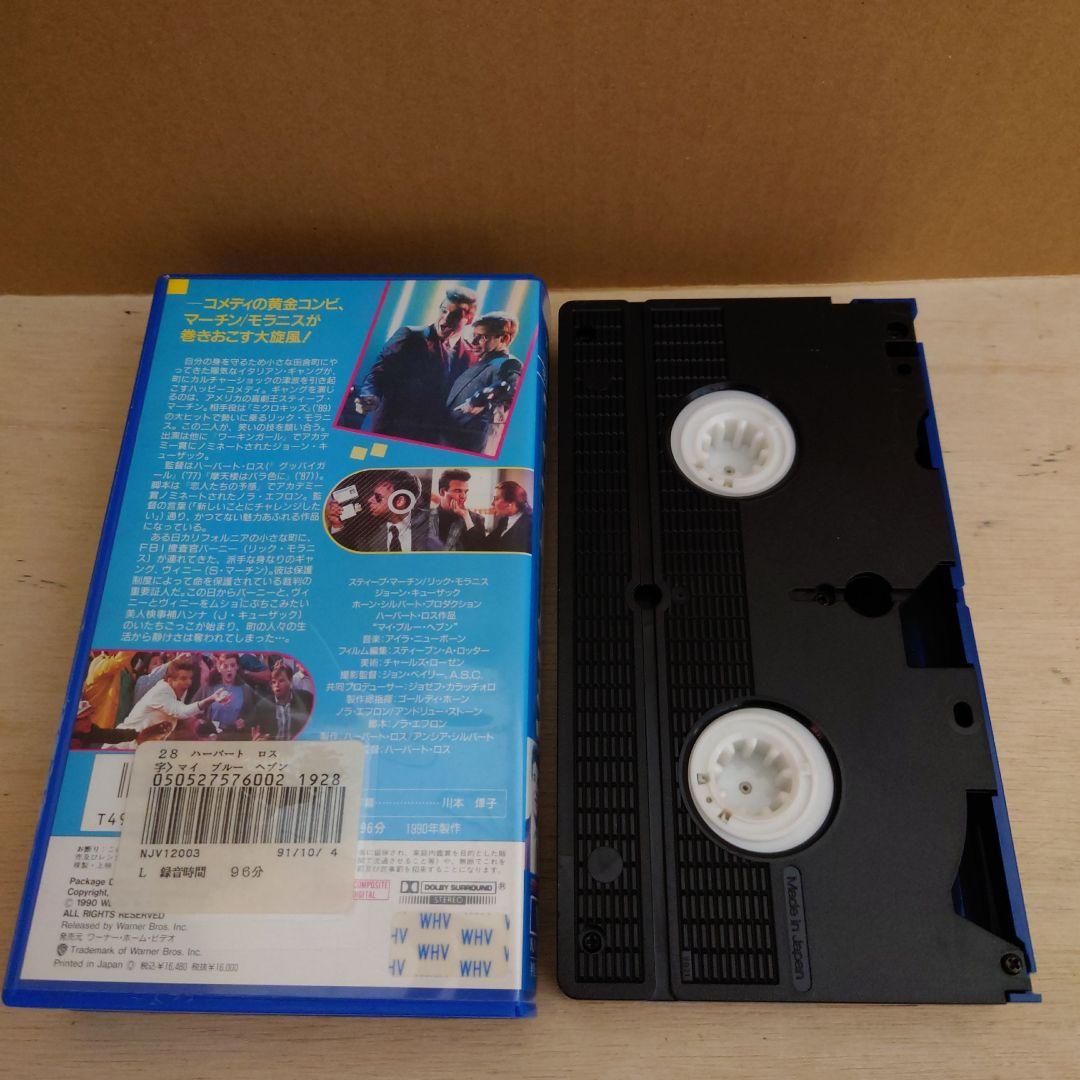 —コメディの黄金コンビ、
マーチン/モラニスが
巻きおこす大旋風!
自分の身を守るため小さな田舎町にや
ってきた陽気なイタリアン・ギャングが、
町にカルチャーショックの津波を引き起
こすハッピーコメディ。ギャングを演じ
るのは、アメリカの喜劇王スティーブ・
マーチン。相手役は「ミクロキッズ」('89)
の大ヒットで勢いに乗るリック・モラニ
ス。この二人が、笑いの技を競い合う。
出演は他に「ワーキンガール」でアカデ
ミー賞にノミネートされたジョーン・キ
ューザック。
監督はハーバート・ロス(「グッバイガ
ール」('77)「摩天楼はバラ色に」('87))。
脚本は「恋人たちの予感」でアカデミー
賞ノミネートされたノラ・エフロン。監
督の言葉(「新しいことにチャレンジした
い」)通り、かつてない魅力あふれる作品
になっている。
ある日カリフォルニアの小さな町に、
FBI捜査官バーニー(リック・モラニ
ス)が連れてきた、派手な身なりのギャ
ング、ヴィニー(S・マーチン)。彼は保護
制度によって命を保護されている裁判の
重要証人だ。この日からバーニーと、ヴィ
ニーとヴィニーをムショにぶちこみたい
美人検事補ハンナ(J・キューザック)
のいたちごっこが始まり、町の人々の生
活から静けさは奪われてしまった…。
スティーブ・マーチン/リック・モラニス
ジョーン・キューザック
ホーン・シルバート・プロダクション
ハーバート・ロス作品
"マイ・ブルー・ヘブン"
音楽:アイラ・ニューボーン
フィルム編集:スティーブン・A・ロッター
美術:チャールズ・ローゼン
撮影監督:ジョン・ベイリー,A.S.C.
共同プロデューサー:ジョゼフ・カラッチォロ
製作総指揮:ゴールディ・ホーン
ノラ・エフロン/アンドリュー・ストーン
脚本:ノラ・エフロン
製作:ハーバート・ロス/アンシア・シルバート
監督:ハーバート・ロス
28 ハーバート ロス
字>マイ ブルー ヘブン
050527576002 1928
NJV12003 91/10/ 4
L 録音時間 96分
T49
川本 燁子
96分 1990年製作
COMPOSITE
DIGITAL
DOLBY SURROUND®
STEREO
Package D
Copyright,
© 1990 W
ALL RIGHTS RESERVED
Released by Warner Bros. Inc.
発売元 ワーナー・ホーム・ビデオ
Trademark of Warner Bros. Inc.
Printed in Japan 税込¥16,480 税抜¥16,000
WHV
WHV
WHV
WHV
WHV
WHV
Made in Japan